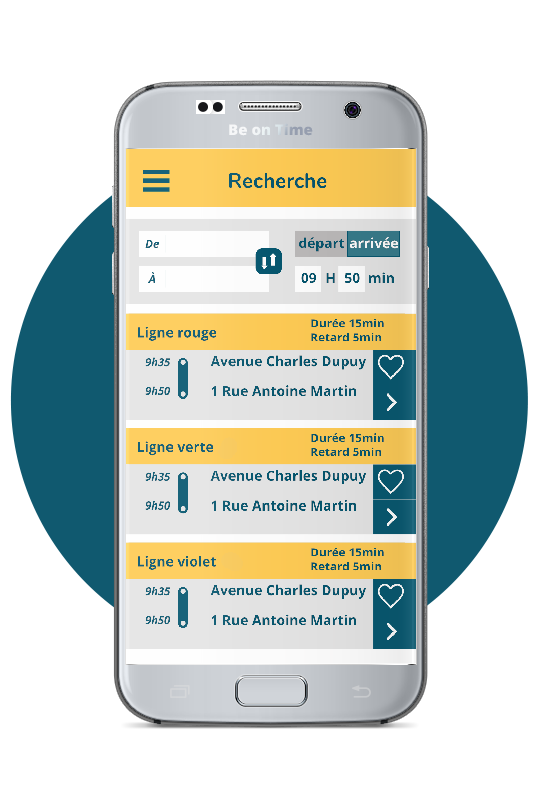 Be on Time
Recherche
De
départ arrivée
À
09 H 50 min
Ligne rouge
Durée 15min
Retard 5min
9h35 Avenue Charles Dupuy
9h50 1 Rue Antoine Martin
Ligne verte
Durée 15min
Retard 5min
9h35 Avenue Charles Dupuy
9h50 1 Rue Antoine Martin
Ligne violet
Durée 15min
Retard 5min
9h35 Avenue Charles Dupuy
9h50 1 Rue Antoine Martin